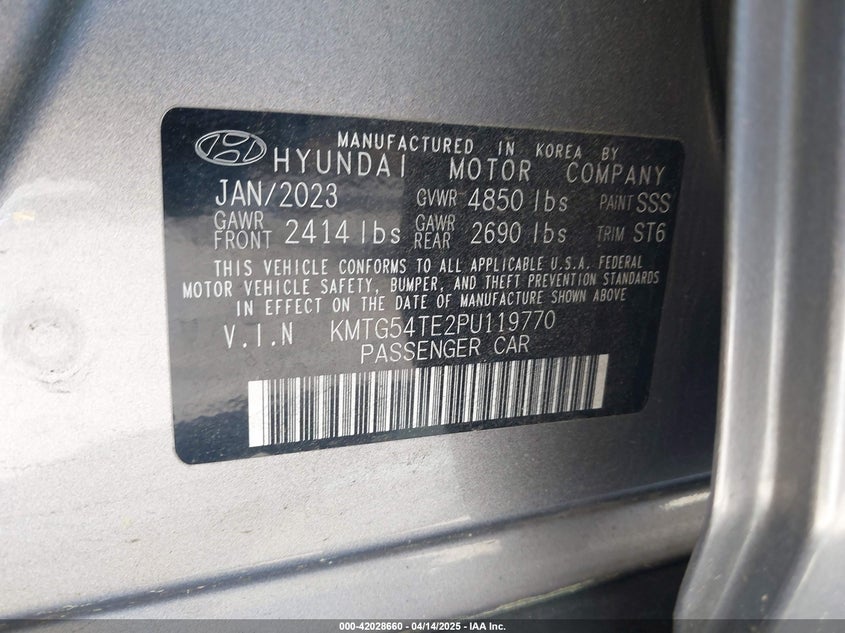 MANUFACTURED IN KOREA BY
HYUNDAI MOTOR COMPANY
JAN/2023 GVWR 4850 lbs PAINT SSS
GAWR FRONT 2414 lbs GAWR REAR 2690 lbs TRIM ST6
THIS VEHICLE CONFORMS TO ALL APPLICABLE U.S.A. FEDERAL
MOTOR VEHICLE SAFETY, BUMPER, AND THEFT PREVENTION STANDARDS
IN EFFECT ON THE DATE OF MANUFACTURE SHOWN ABOVE
V.I.N KMTG54TE2PU119770
PASSENGER CAR
000-42028660 - 04/14/2025 - IAA Inc.